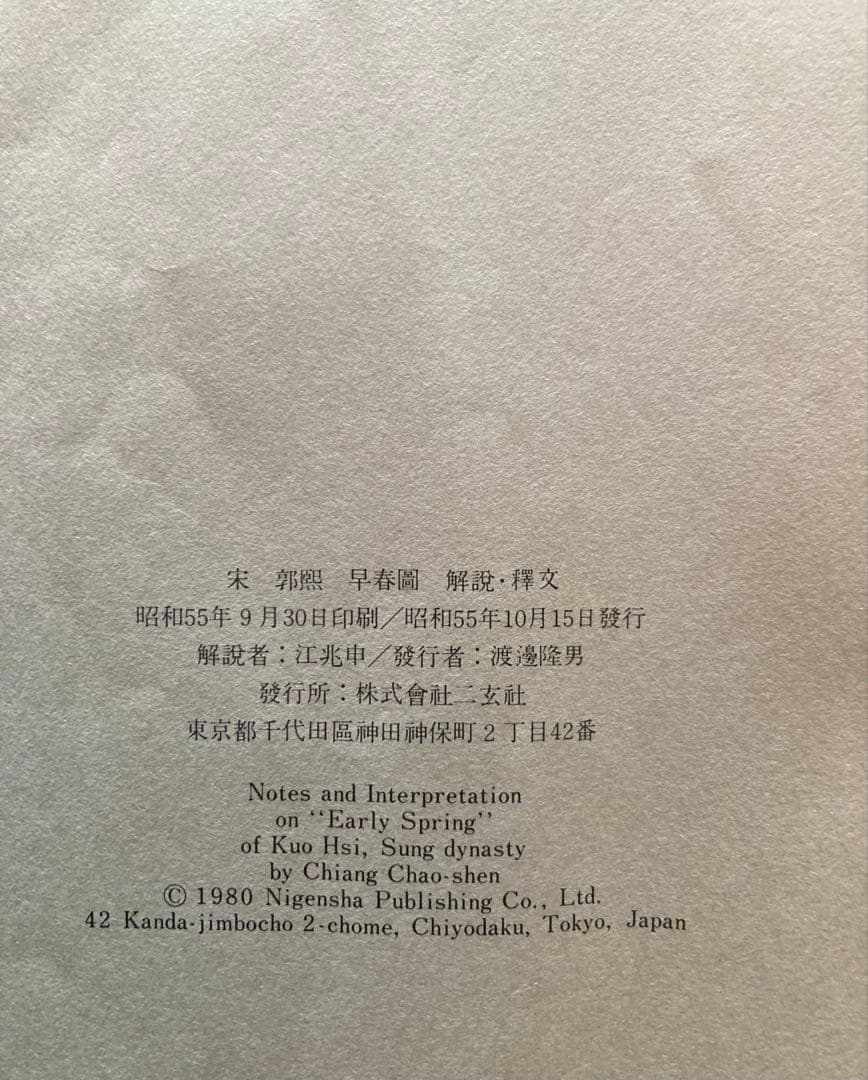 宋　郭熙　早春圖　解說・釋文
昭和55年9月30日印刷／昭和55年10月15日發行
解說者：江兆申／發行者：渡邊隆男
發行所：株式會社二玄社
東京都千代田區神田神保町2丁目42番
Notes and Interpretation
on “Early Spring”
of Kuo Hsi, Sung dynasty
by Chiang Chao-shen
© 1980 Nigensha Publishing Co., Ltd.
42 Kanda-jimbocho 2-chome, Chiyodaku, Tokyo, Japan